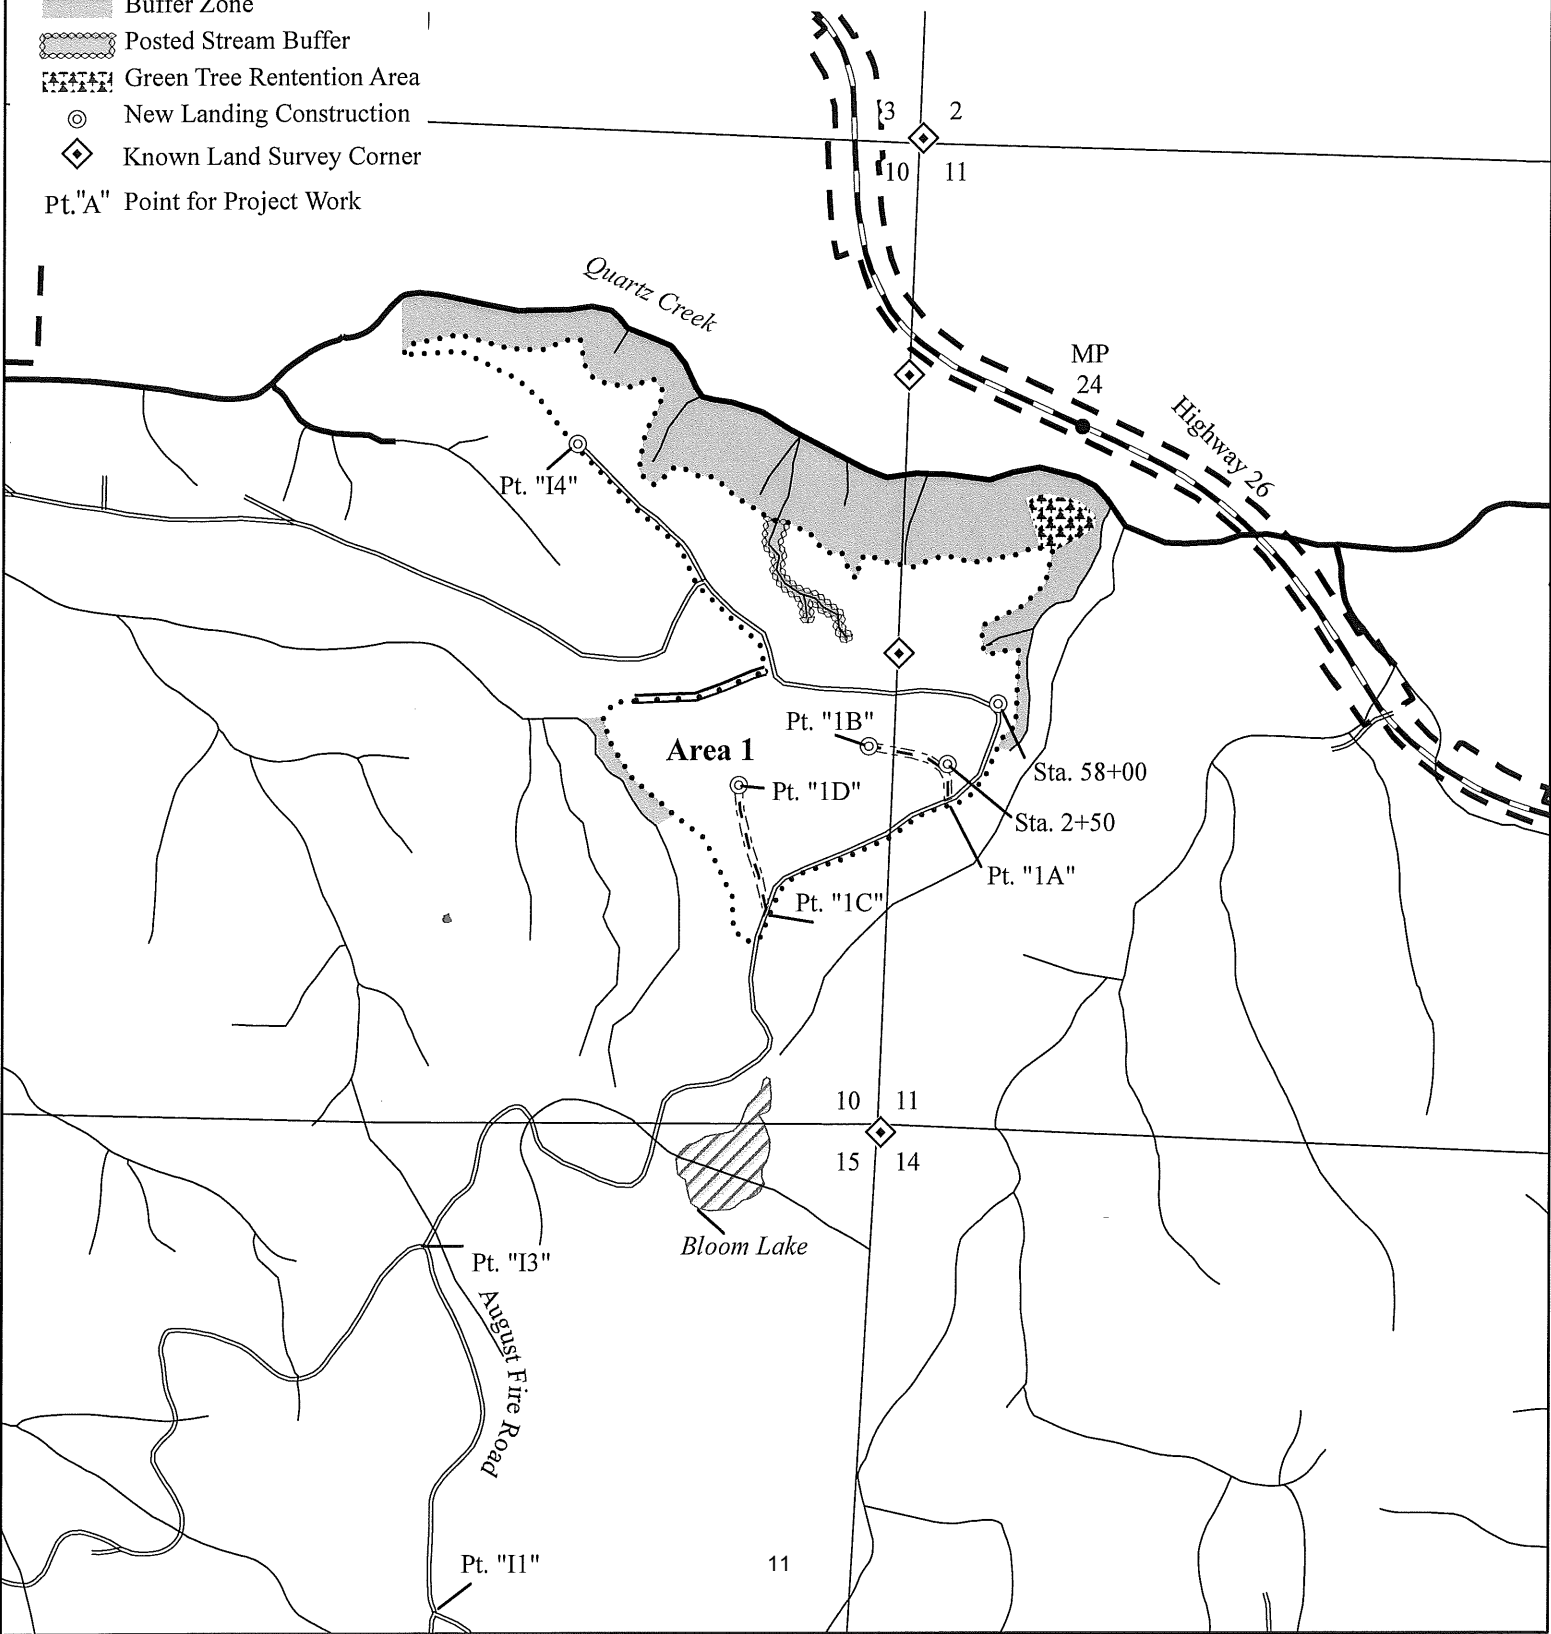 Buffer Zone
Posted Stream Buffer
Green Tree Rentention Area
New Landing Construction
Known Land Survey Corner
Pt."A" Point for Project Work
3 2
10 11
Quartz Creek
MP
24
Highway 26
Pt. "I4"
Pt. "1B"
Area 1
Sta. 58+00
Pt. "1D"
Sta. 2+50
Pt. "1A"
Pt. "1C"
10 11
15 14
Bloom Lake
Pt. "I3"
August Fire Road
Pt. "I1"
11